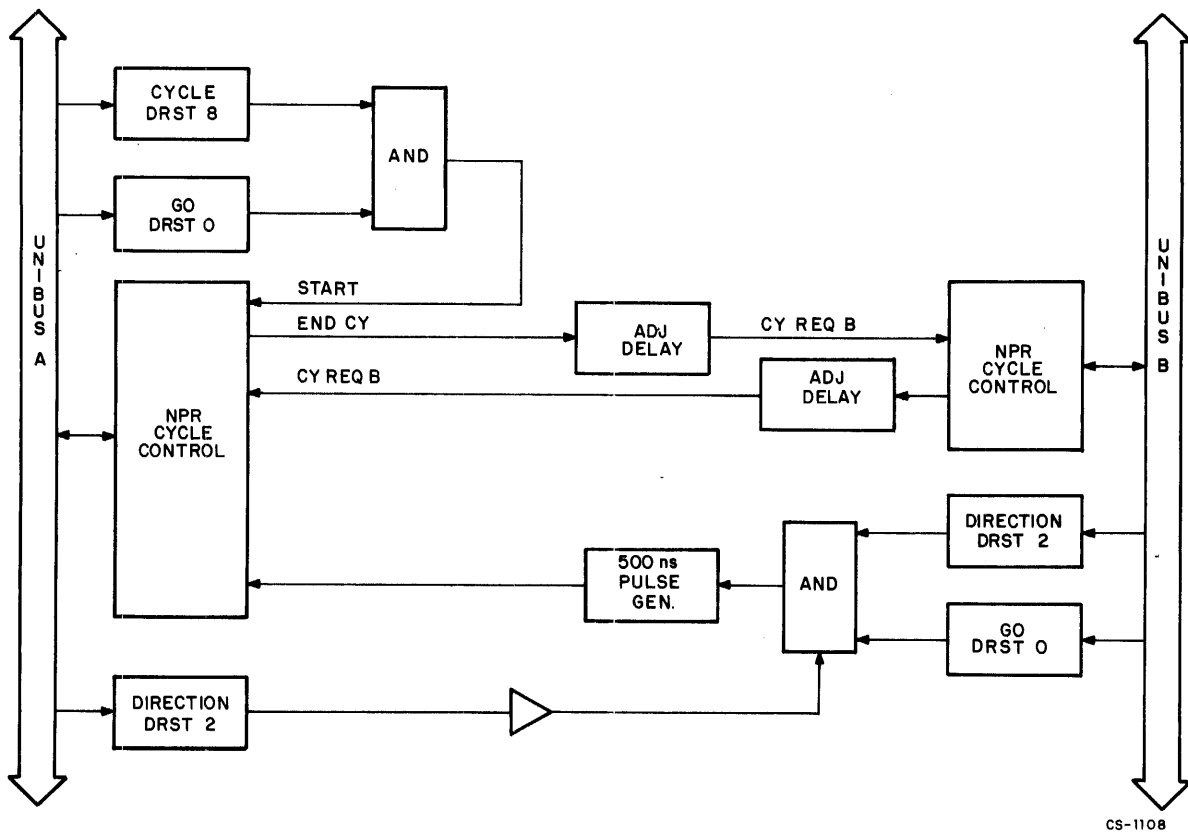 CYCLE
DRST 8
AND
GO
DRST 0
UNIBUS A
START
END CY
ADJ
DELAY
CY REQ B
NPR
CYCLE
CONTROL
UNIBUS B
CY REQ B
ADJ
DELAY
NPR
CYCLE
CONTROL
DIRECTION
DRST 2
500 ns
PULSE
GEN.
AND
GO
DRST 0
DIRECTION
DRST 2
CS-1108